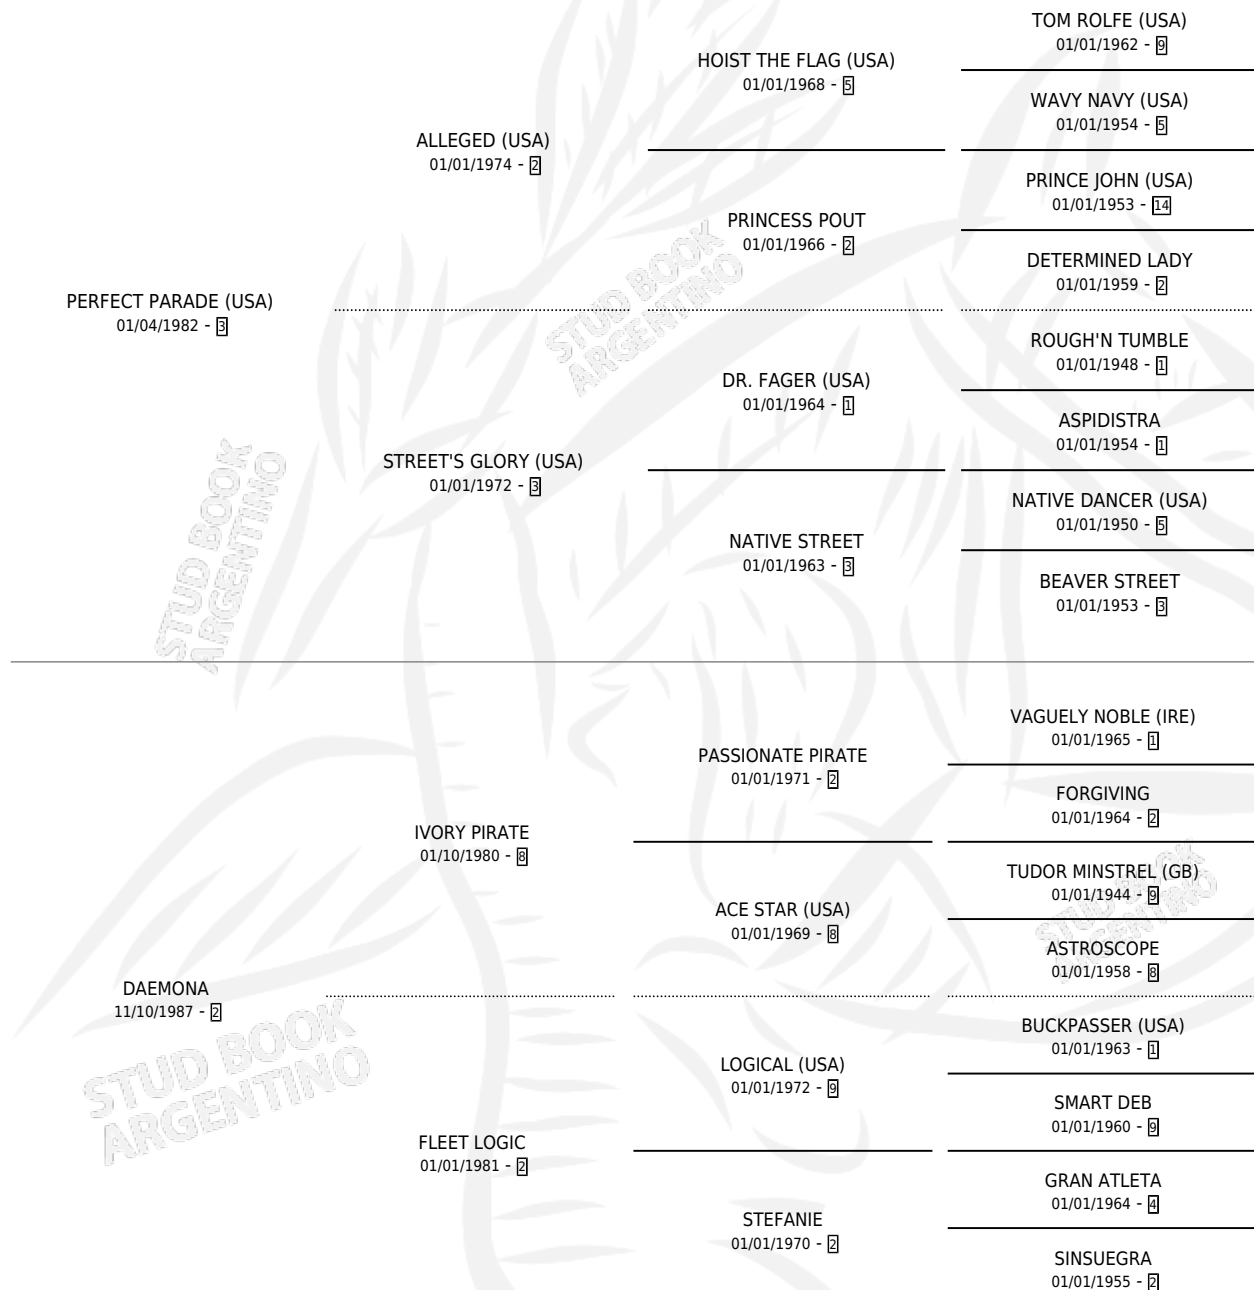 TOM ROLFE (USA)
01/01/1962 - 9
HOIST THE FLAG (USA)
01/01/1968 - 5
WAVY NAVY (USA)
01/01/1954 - 5
ALLEGED (USA)
01/01/1974 - 2
PRINCE JOHN (USA)
01/01/1953 - 14
PRINCESS POUT
01/01/1966 - 2
DETERMINED LADY
01/01/1959 - 2
PERFECT PARADE (USA)
01/04/1982 - 3
ROUGH'N TUMBLE
01/01/1948 - 1
DR. FAGER (USA)
01/01/1964 - 1
ASPIDISTRA
01/01/1954 - 1
STREET'S GLORY (USA)
01/01/1972 - 3
NATIVE DANCER (USA)
01/01/1950 - 5
NATIVE STREET
01/01/1963 - 3
BEAVER STREET
01/01/1953 - 3
VAGUELY NOBLE (IRE)
01/01/1965 - 1
PASSIONATE PIRATE
01/01/1971 - 2
FORGIVING
01/01/1964 - 2
IVORY PIRATE
01/10/1980 - 8
TUDOR MINSTREL (GB)
01/01/1944 - 9
ACE STAR (USA)
01/01/1969 - 8
ASTROSCOPE
01/01/1958 - 8
DAEMONA
11/10/1987 - 2
BUCKPASSER (USA)
01/01/1963 - 1
LOGICAL (USA)
01/01/1972 - 9
SMART DEB
01/01/1960 - 9
FLEET LOGIC
01/01/1981 - 2
GRAN ATLETA
01/01/1964 - 4
STEFANIE
01/01/1970 - 2
SINSUEGRA
01/01/1955 - 2
STUD BOOK
ARGENTINO
STUD BOOK
ARGENTINO
STUD BOOK
ARGENTINO
STUD BOOK
ARGENTINO